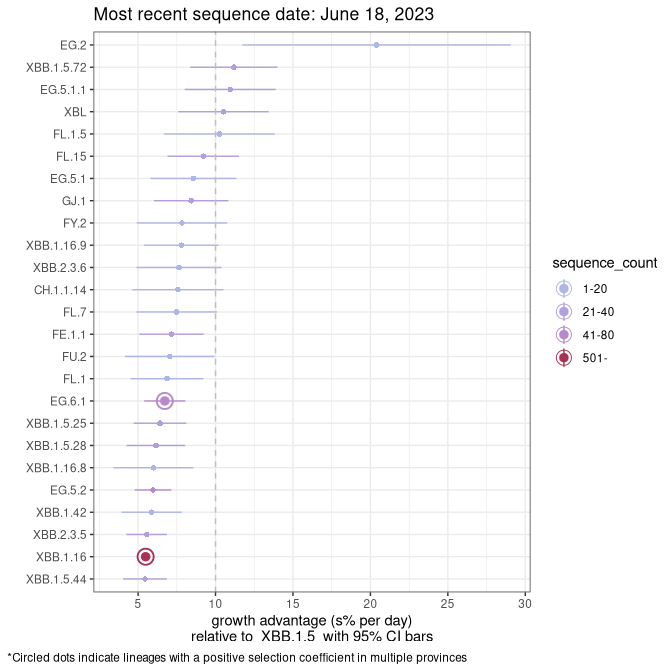 Most recent sequence date: June 18, 2023
EG.2
XBB.1.5.72
EG.5.1.1
XBL
FL.1.5
FL.15
EG.5.1
GJ.1
FY.2
XBB.1.16.9
XBB.2.3.6
CH.1.1.14
FL.7
FE.1.1
FU.2
FL.1
EG.6.1
XBB.1.5.25
XBB.1.5.28
XBB.1.16.8
EG.5.2
XBB.1.42
XBB.2.3.5
XBB.1.16
XBB.1.5.44
5 10 15 20 25 30
growth advantage (s% per day)
relative to XBB.1.5 with 95% CI bars
sequence_count
1-20
21-40
41-80
501-
*Circled dots indicate lineages with a positive selection coefficient in multiple provinces